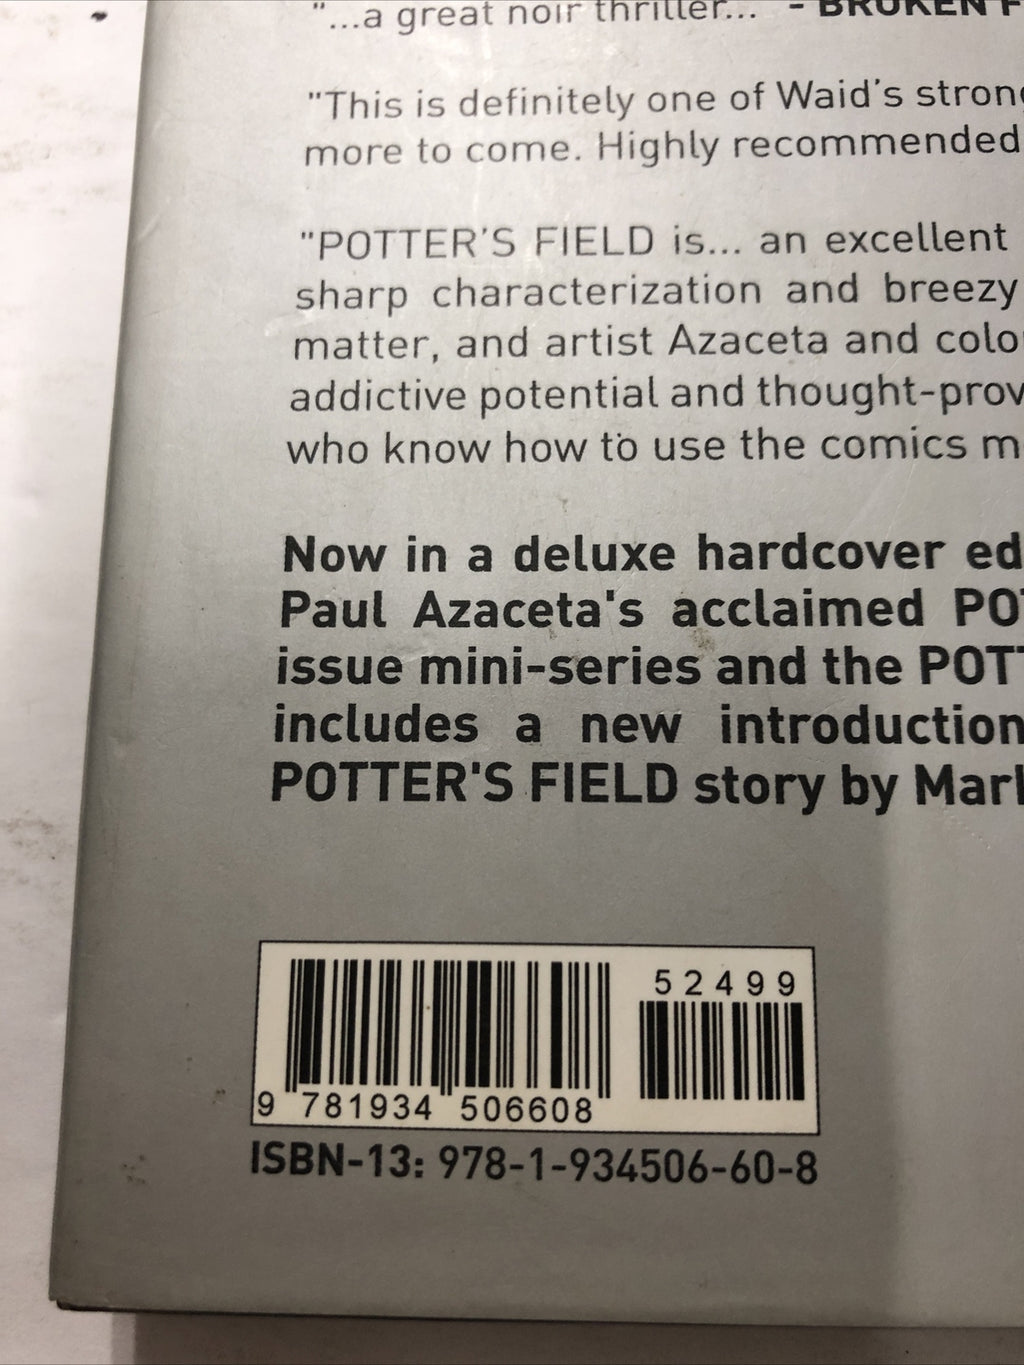 "...a great noir thriller... - BROKEN F
"This is definitely one of Waid's strong
more to come. Highly recommended
"POTTER'S FIELD is... an excellent
sharp characterization and breezy
matter, and artist Azaceta and colo
addictive potential and thought-prov
who know how to use the comics m
Now in a deluxe hardcover ed
Paul Azaceta's acclaimed POT
issue mini-series and the POTT
includes a new introduction
POTTER'S FIELD story by Mark
52499
9 781934 506608
ISBN-13: 978-1-934506-60-8